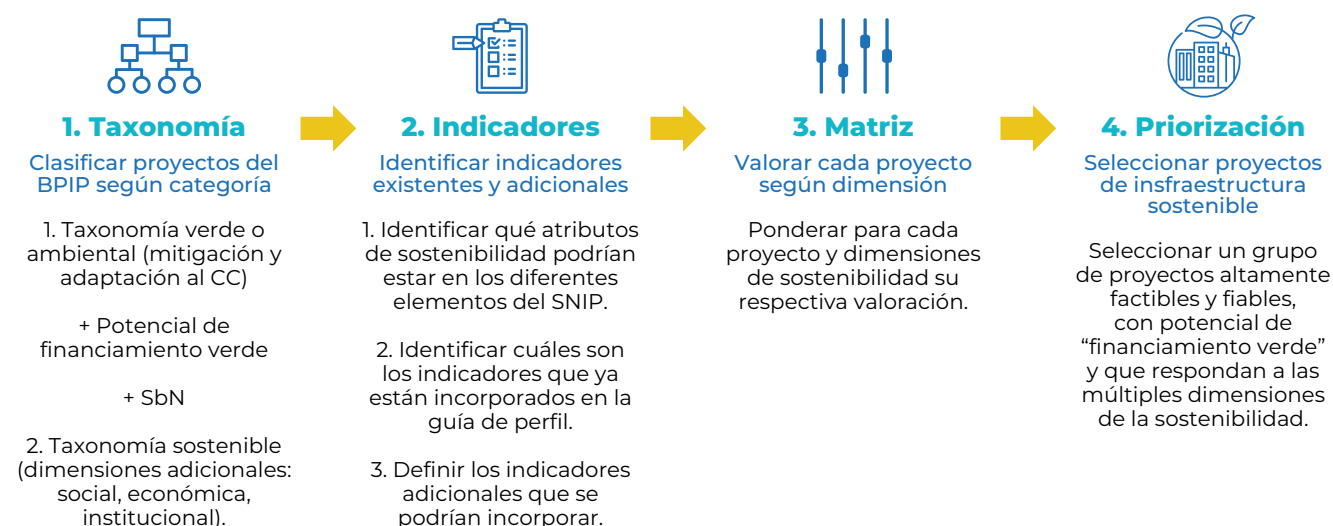 1. Taxonomía
Clasificar proyectos del
BPIP según categoría
1. Taxonomía verde o
ambiental (mitigación y
adaptación al CC)
+ Potencial de
financiamiento verde
+ SbN
2. Taxonomía sostenible
(dimensiones adicionales:
social, económica,
institucional).
2. Indicadores
Identificar indicadores
existentes y adicionales
1. Identificar qué atributos
de sostenibilidad podrían
estar en los diferentes
elementos del SNIP.
2. Identificar cuáles son
los indicadores que ya
están incorporados en la
guía de perfil.
3. Definir los indicadores
adicionales que se
podrían incorporar.
3. Matriz
Valorar cada proyecto
según dimensión
Ponderar para cada
proyecto y dimensiones
de sostenibilidad su
respectiva valoración.
4. Priorización
Seleccionar proyectos
de insfraestructura
sostenible
Seleccionar un grupo
de proyectos altamente
factibles y fiables,
con potencial de
“financiamiento verde”
y que respondan a las
múltiples dimensiones
de la sostenibilidad.